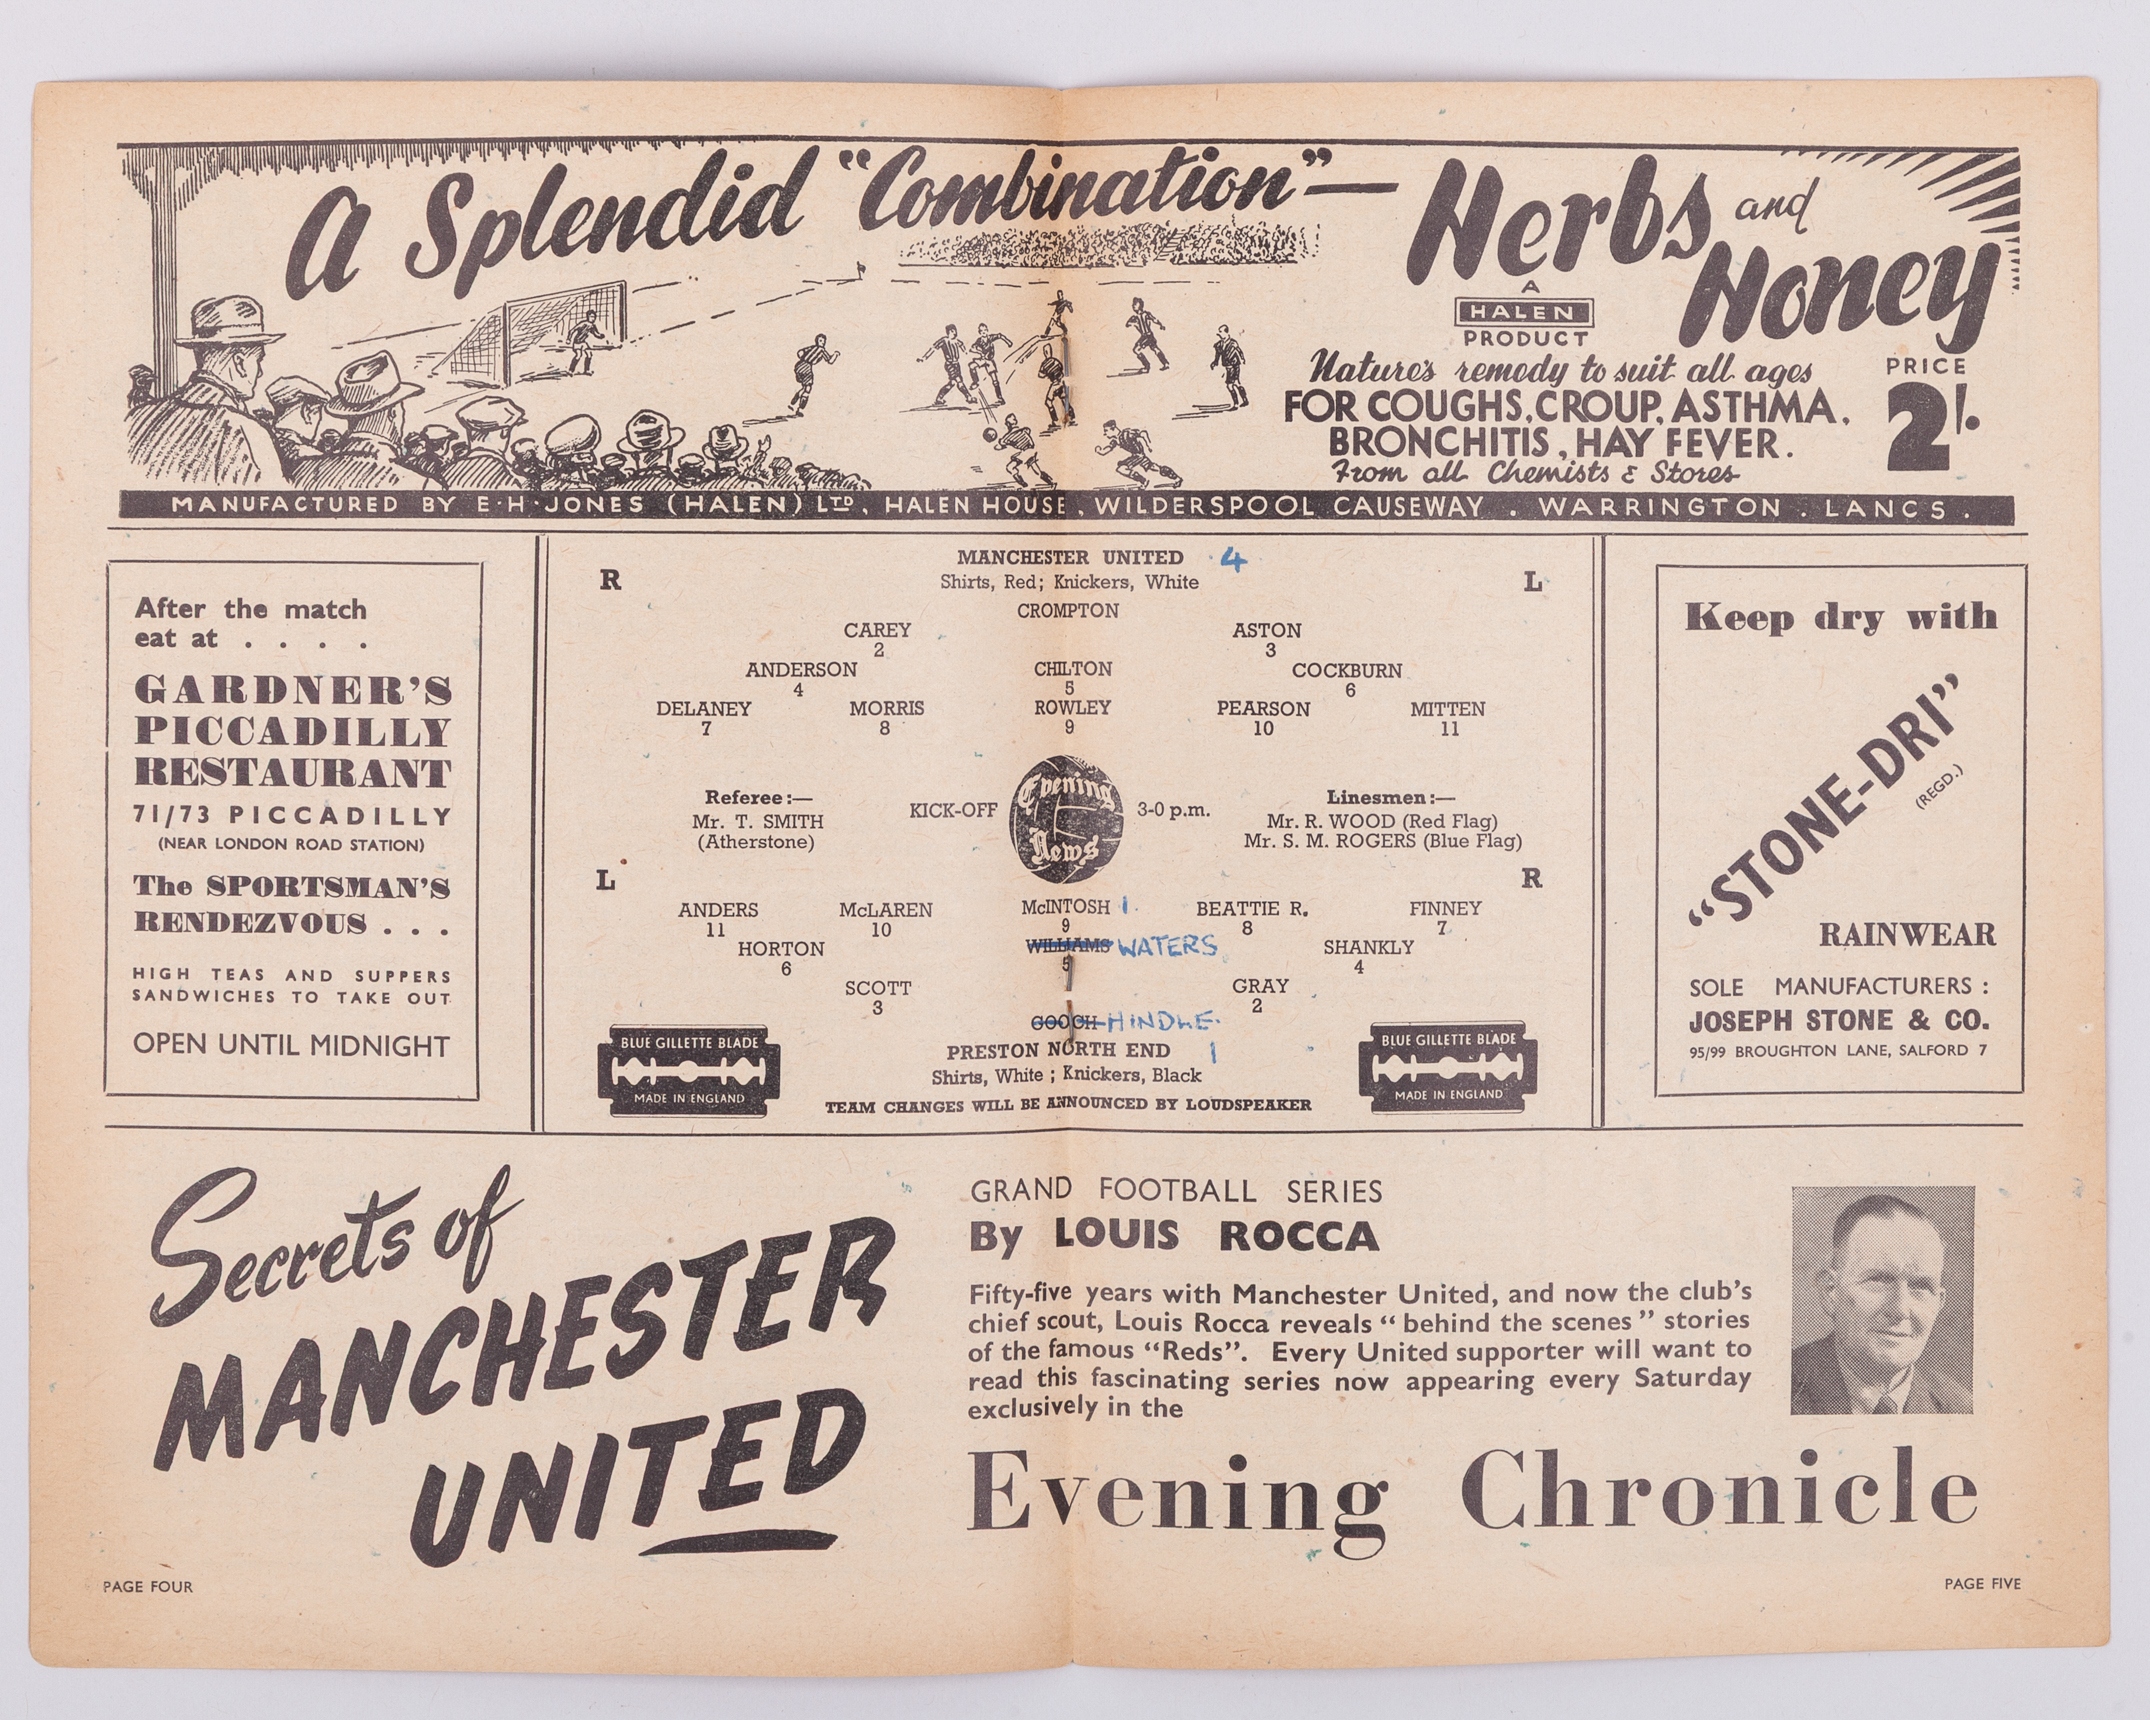 A Splendid "Combination"— Herbs and Honey
A
HALEN
PRODUCT
Nature's remedy to suit all ages
FOR COUGHS, CROUP, ASTHMA,
BRONCHITIS, HAY FEVER.
From all Chemists & Stores
PRICE
2/-
MANUFACTURED BY E·H·JONES (HALEN) LTD, HALEN HOUSE, WILDERSPOOL CAUSEWAY . WARRINGTON . LANCS .
After the match
eat at . . . .
GARDNER'S
PICCADILLY
RESTAURANT
71/73 PICCADILLY
(NEAR LONDON ROAD STATION)
The SPORTSMAN'S
RENDEZVOUS . . .
HIGH TEAS AND SUPPERS
SANDWICHES TO TAKE OUT
OPEN UNTIL MIDNIGHT
MANCHESTER UNITED 4
R Shirts, Red; Knickers, White L
CROMPTON
CAREY ASTON
2 3
ANDERSON CHILTON COCKBURN
4 5 6
DELANEY MORRIS ROWLEY PEARSON MITTEN
7 8 9 10 11
Referee:— Linesmen:—
KICK-OFF Evening News 3-0 p.m.
Mr. T. SMITH Mr. R. WOOD (Red Flag)
(Atherstone) Mr. S. M. ROGERS (Blue Flag)
L R
ANDERS McLAREN McINTOSH 1 BEATTIE R. FINNEY
11 10 9 8 7
HORTON WILLIAMS WATERS SHANKLY
6 5 4
SCOTT GRAY
3 2
GOOCH HINDLE
PRESTON NORTH END 1
Shirts, White; Knickers, Black
TEAM CHANGES WILL BE ANNOUNCED BY LOUDSPEAKER
BLUE GILLETTE BLADE
MADE IN ENGLAND
BLUE GILLETTE BLADE
MADE IN ENGLAND
Keep dry with
"STONE-DRI"
(REGD.)
RAINWEAR
SOLE MANUFACTURERS:
JOSEPH STONE & CO.
95/99 BROUGHTON LANE, SALFORD 7
Secrets of
MANCHESTER
UNITED
GRAND FOOTBALL SERIES
By LOUIS ROCCA
Fifty-five years with Manchester United, and now the club's
chief scout, Louis Rocca reveals "behind the scenes" stories
of the famous "Reds". Every United supporter will want to
read this fascinating series now appearing every Saturday
exclusively in the
Evening Chronicle
PAGE FOUR
PAGE FIVE